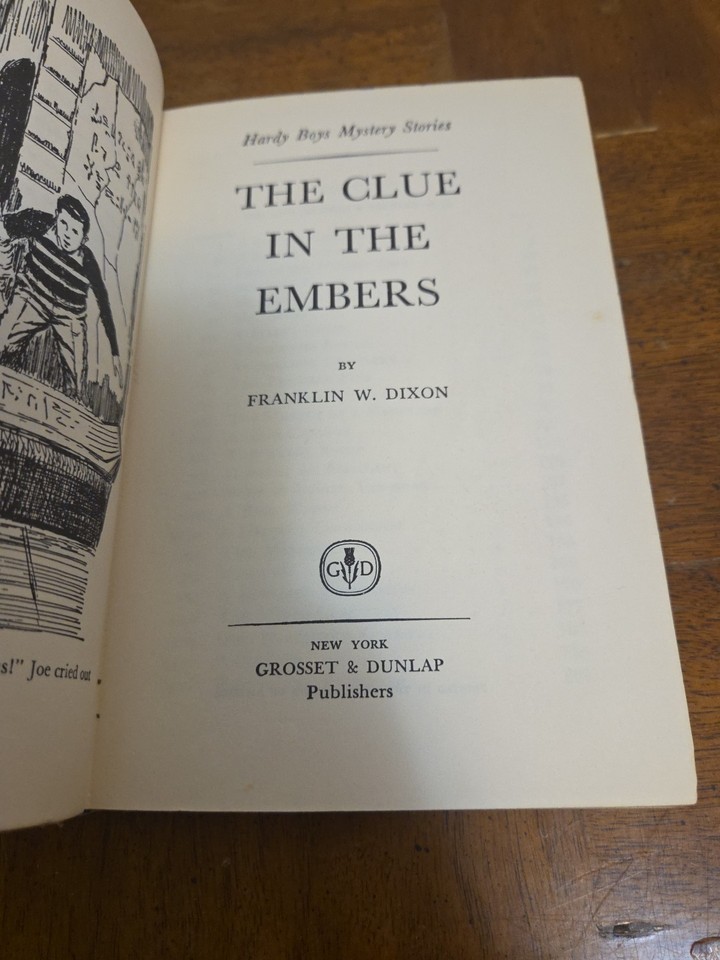 Hardy Boys Mystery Stories
THE CLUE
IN THE
EMBERS
BY
FRANKLIN W. DIXON
G D
NEW YORK
GROSSET & DUNLAP
Publishers
s!” Joe cried out